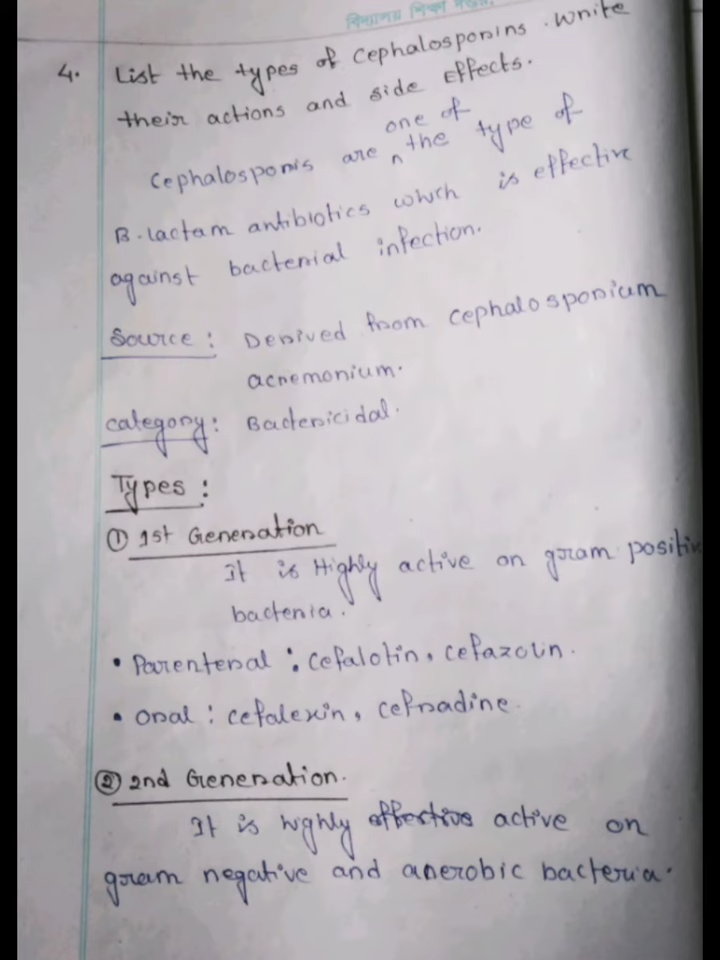 বিদ্যালয় শিক্ষা
4. List the types of cephalosporins. Write
their actions and side Effects.
one of
Cephalosporis are ^ the type of
B. lactam antibiotics which is effective
against bacterial infection.
Source: Derived from cephalosporium
acremonium.
category: Bactericidal.
Types:
① 1st Generation
It is Highly active on gram positiv
bacteria.
• Parenteral: cefalotin, cefazolin.
• Oral: cefalexin, cefradine.
② 2nd Generation.
It is highly effective active on
gram negative and anerobic bacteria.